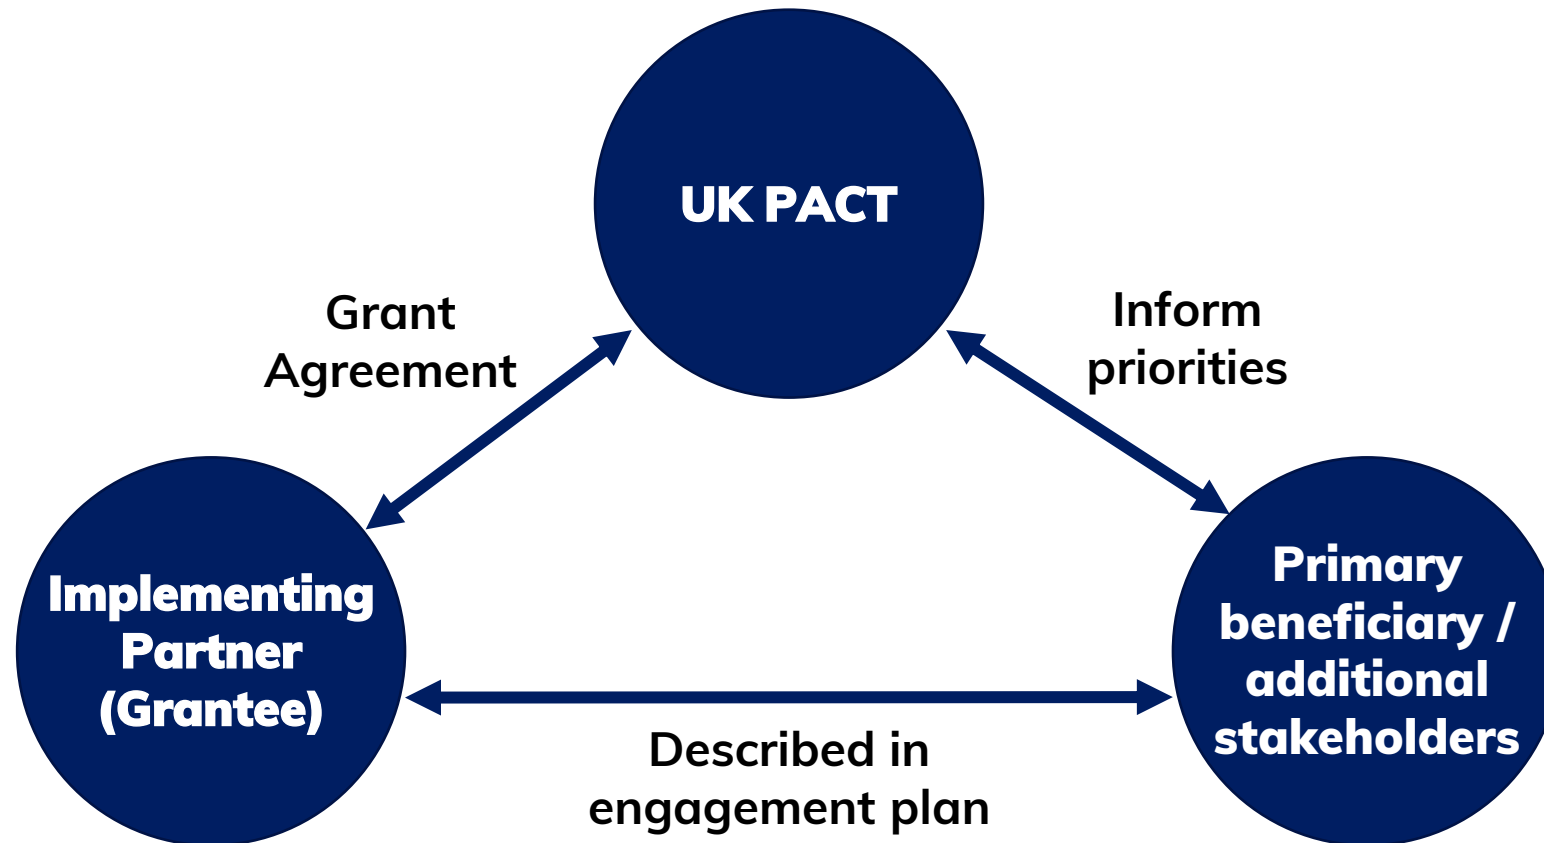 UK PACT
Grant
Agreement
Inform
priorities
Implementing
Partner
(Grantee)
Primary
beneficiary /
additional
stakeholders
Described in
engagement plan